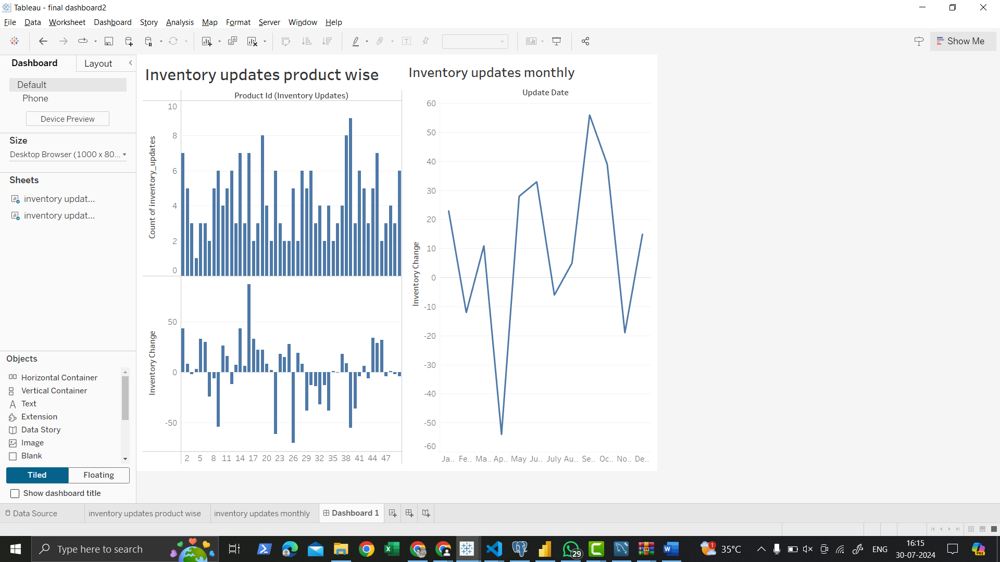 Tableau - final dashboard2
File Data Worksheet Dashboard Story Analysis Map Format Server Window Help
Show Me
Dashboard Layout
Default
Phone
Device Preview
Size
Desktop Browser (1000 x 80...
Sheets
inventory updat...
inventory updat...
Objects
Horizontal Container
Vertical Container
Text
Extension
Data Story
Image
Blank
Tiled Floating
Show dashboard title
Inventory updates product wise
Product Id (Inventory Updates)
Count of inventory_updates
10
8
6
4
2
0
Inventory Change
50
0
-50
2 5 8 11 14 17 20 23 26 29 32 35 38 41 44 47
Inventory updates monthly
Update Date
Inventory Change
60
50
40
30
20
10
0
-10
-20
-30
-40
-50
-60
Ja.. Fe.. Ma.. Ap.. May Ju.. July Au.. Se.. Oc.. No.. De..
Data Source inventory updates product wise inventory updates monthly Dashboard 1
Type here to search
29
1
35°C
ENG
16:15
30-07-2024
PRE